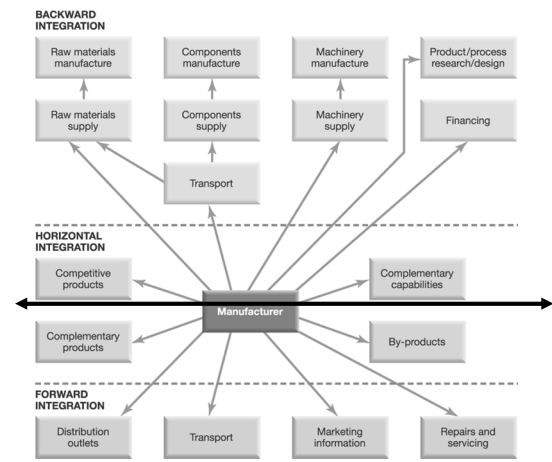 BACKWARD
INTEGRATION
Raw materials
manufacture
Components
manufacture
Machinery
manufacture
Product/process
research/design
Raw materials
supply
Components
supply
Machinery
supply
Financing
Transport
HORIZONTAL
INTEGRATION
Competitive
products
Complementary
capabilities
Manufacturer
Complementary
products
By-products
FORWARD
INTEGRATION
Distribution
outlets
Transport
Marketing
information
Repairs and
servicing